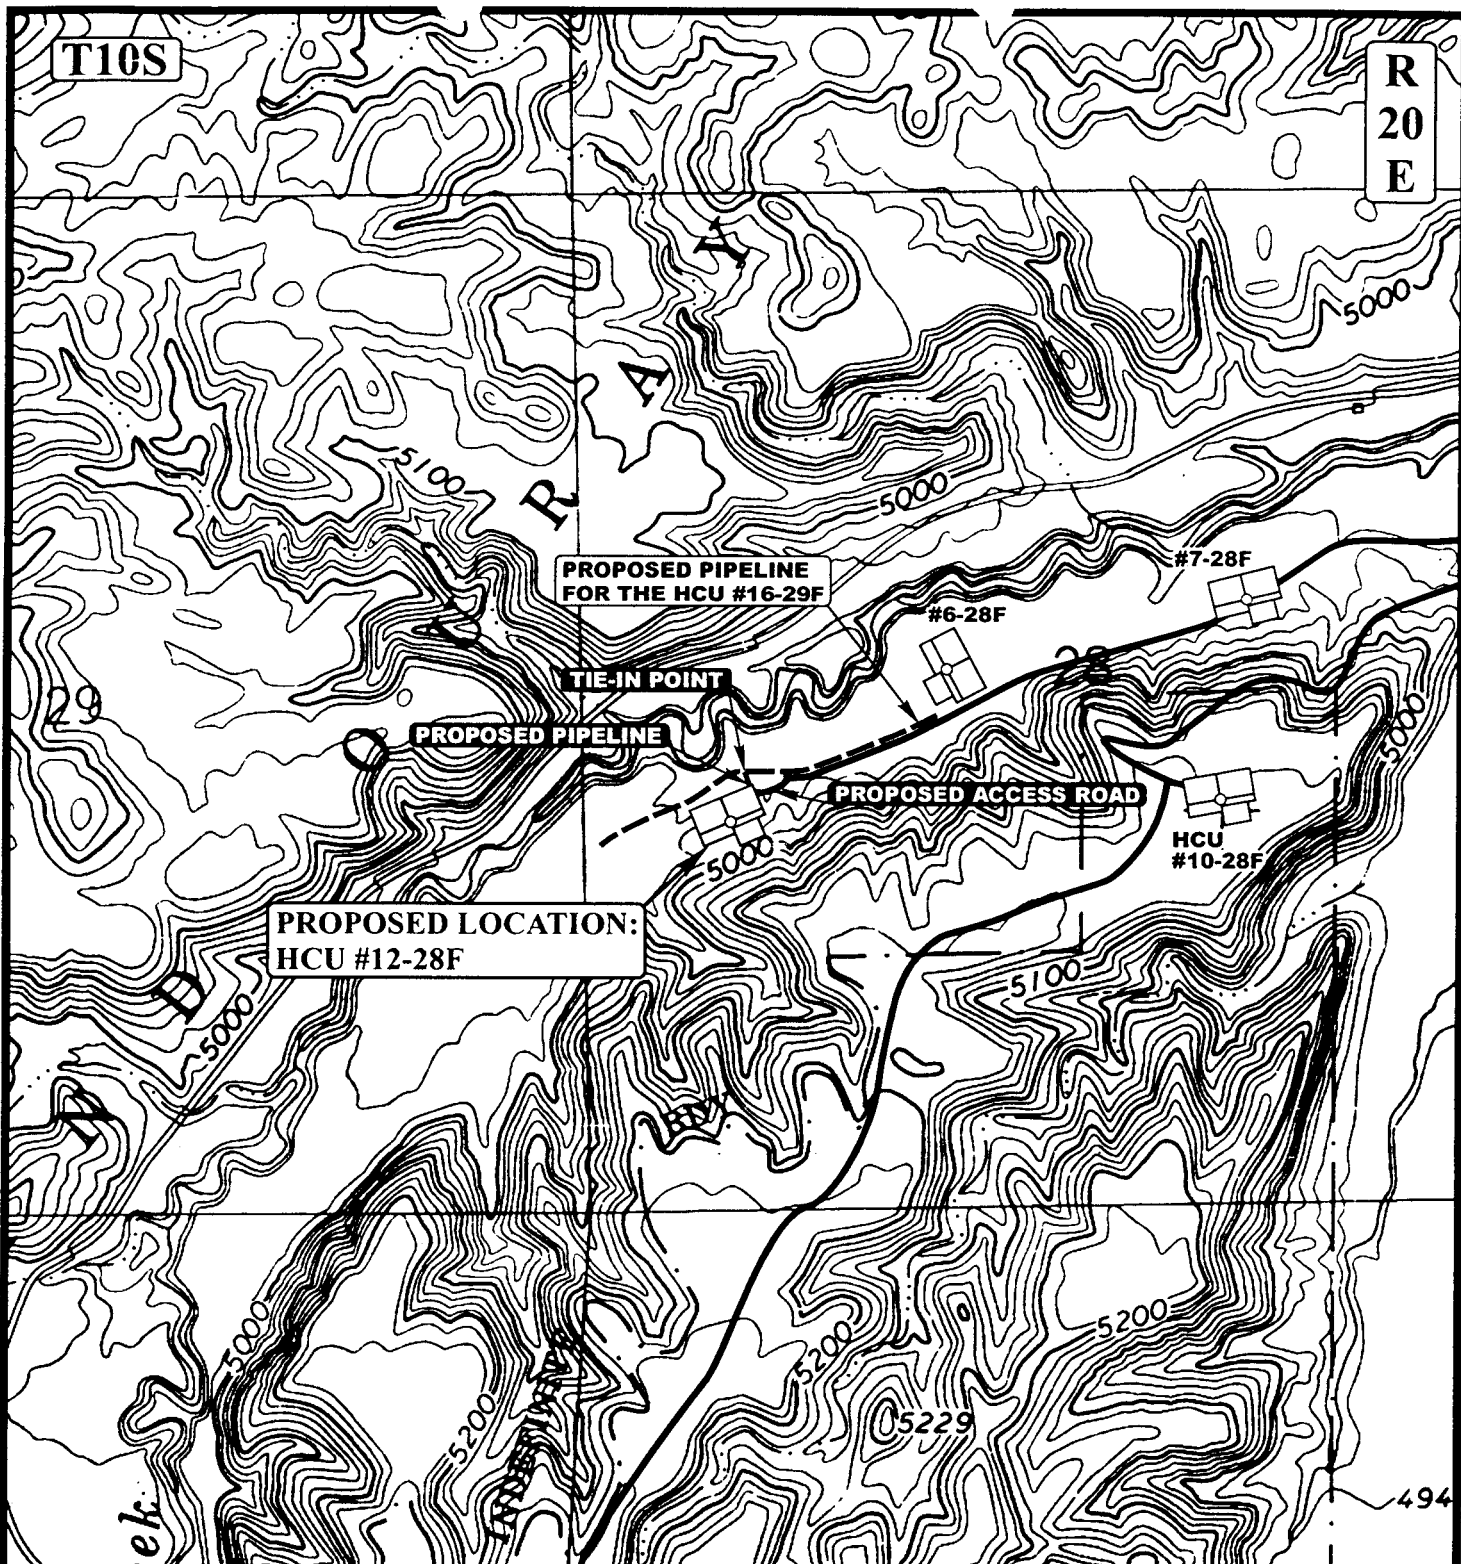 T10S
R
20
E
Y
A
R
U
O
D
N
5000
5100
5000
#7-28F
PROPOSED PIPELINE
FOR THE HCU #16-29F
#6-28F
28
TIE-IN POINT
29
PROPOSED PIPELINE
5000
PROPOSED ACCESS ROAD
HCU
#10-28F
5000
PROPOSED LOCATION:
HCU #12-28F
5100
5000
5000
5200
5200
5229
5200
INDEFINITE
494
eek